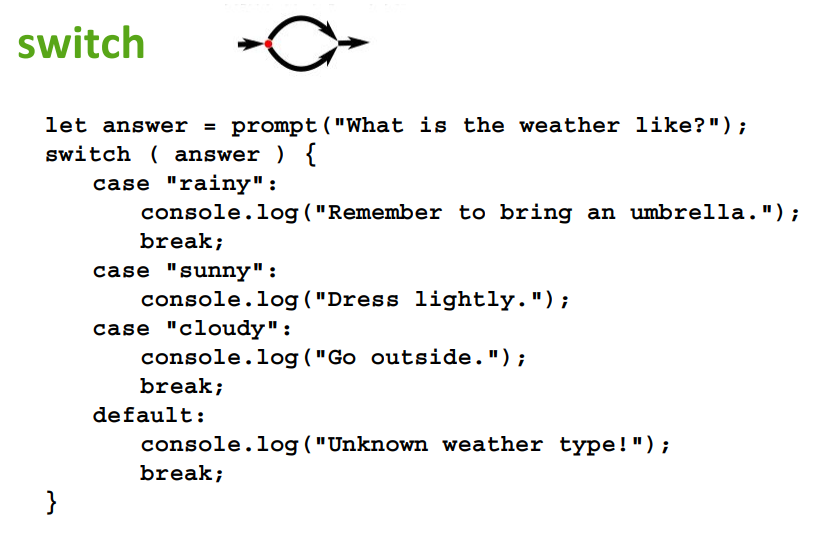 switch
let answer = prompt("What is the weather like?");
switch ( answer ) {
case "rainy":
console.log("Remember to bring an umbrella.");
break;
case "sunny":
console.log("Dress lightly.");
case "cloudy":
console.log("Go outside.");
break;
default:
console.log("Unknown weather type!");
break;
}